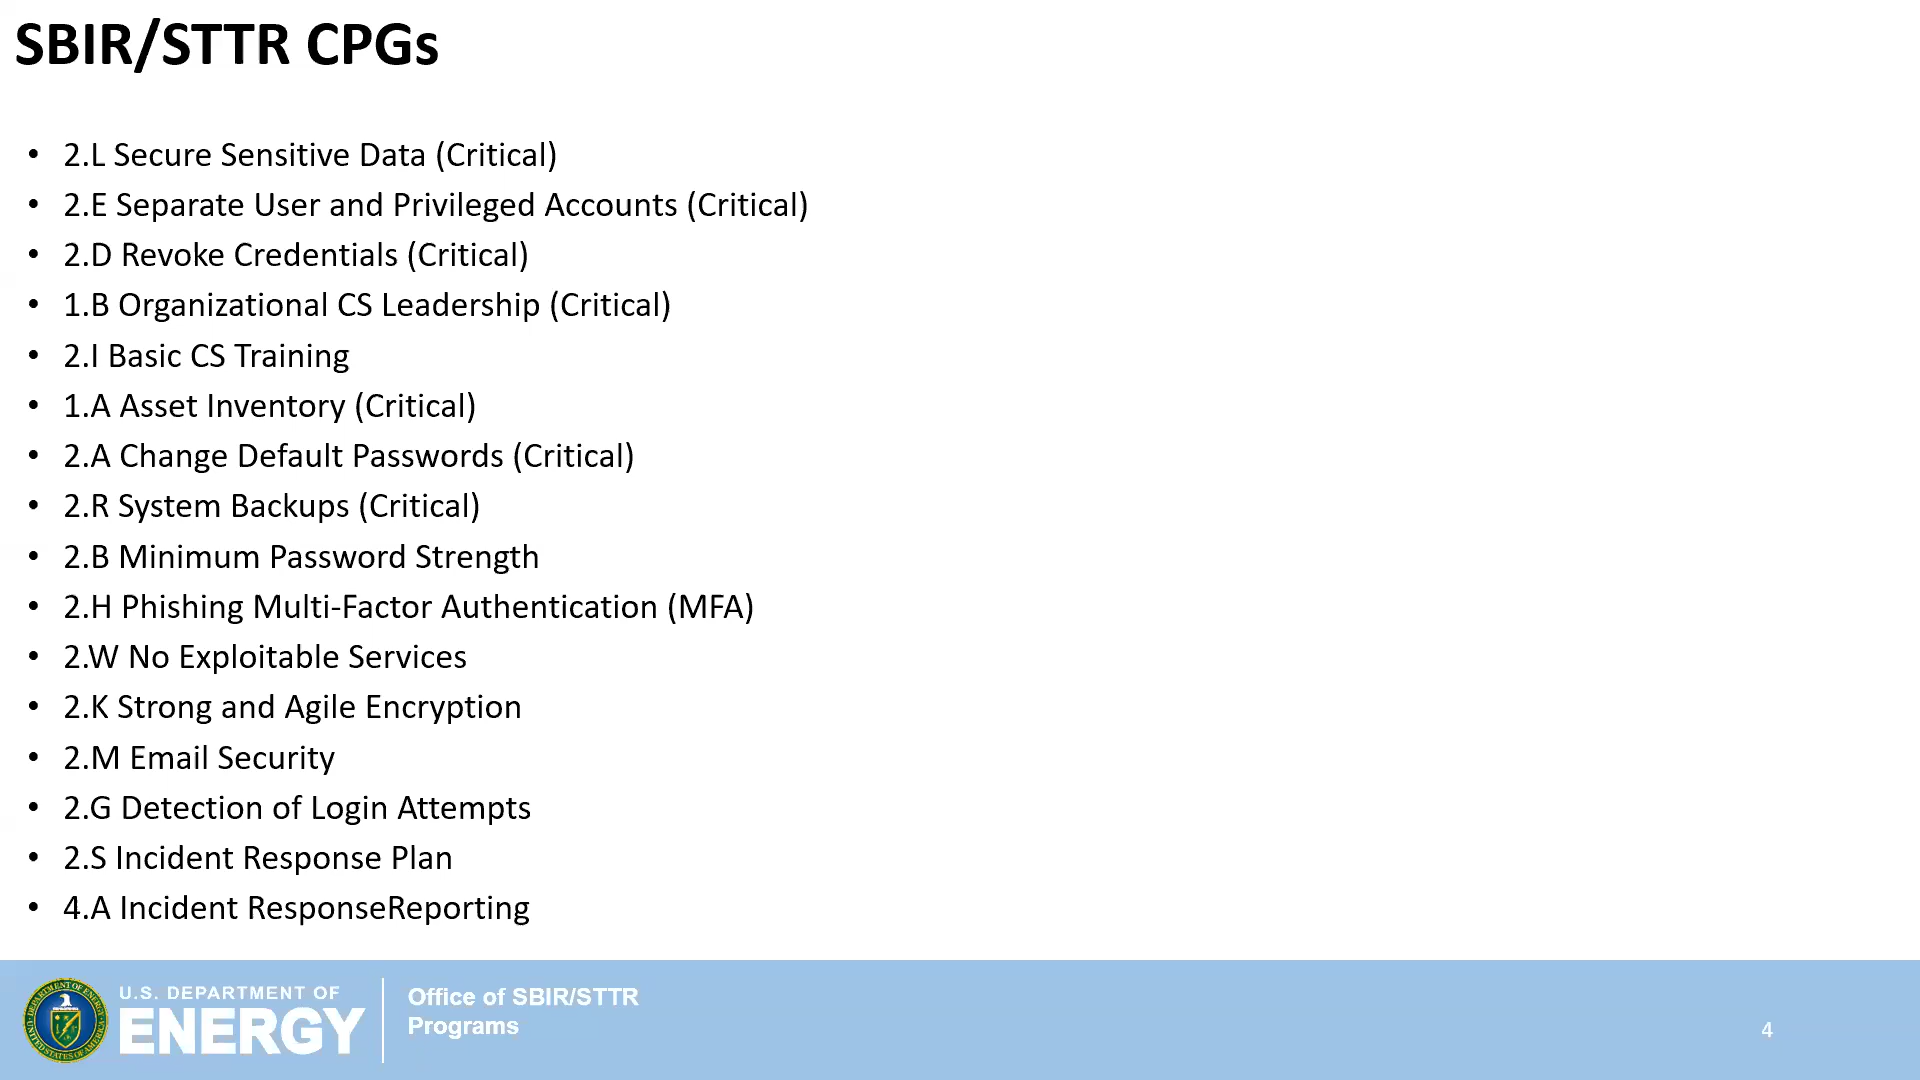 SBIR/STTR CPGs
• 2.L Secure Sensitive Data (Critical)
• 2.E Separate User and Privileged Accounts (Critical)
• 2.D Revoke Credentials (Critical)
• 1.B Organizational CS Leadership (Critical)
• 2.I Basic CS Training
• 1.A Asset Inventory (Critical)
• 2.A Change Default Passwords (Critical)
• 2.R System Backups (Critical)
• 2.B Minimum Password Strength
• 2.H Phishing Multi-Factor Authentication (MFA)
• 2.W No Exploitable Services
• 2.K Strong and Agile Encryption
• 2.M Email Security
• 2.G Detection of Login Attempts
• 2.S Incident Response Plan
• 4.A Incident ResponseReporting
U.S. DEPARTMENT OF
ENERGY
Office of SBIR/STTR
Programs
4